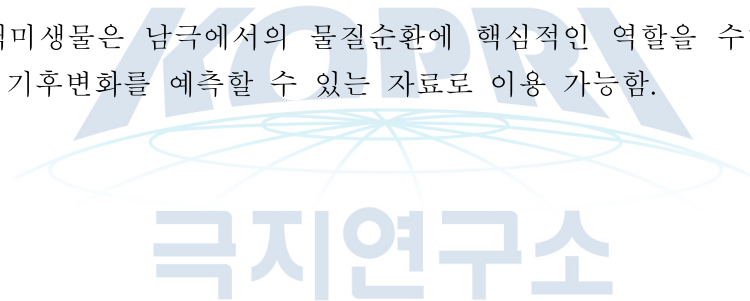 미생물은 남극에서의 물질순환에 핵심적인 역할을 수
기후변화를 예측할 수 있는 자료로 이용 가능함.
KOPRI
극지연구소